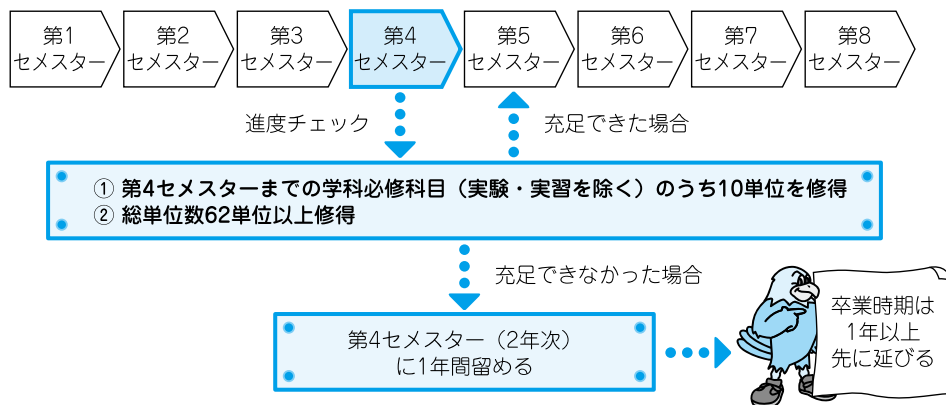 第1
セメスター
第2
セメスター
第3
セメスター
第4
セメスター
第5
セメスター
第6
セメスター
第7
セメスター
第8
セメスター
進度チェック
充足できた場合
① 第4セメスターまでの学科必修科目（実験・実習を除く）のうち10単位を修得
② 総単位数62単位以上修得
充足できなかった場合
第4セメスター（2年次）
に1年間留める
卒業時期は
1年以上
先に延びる